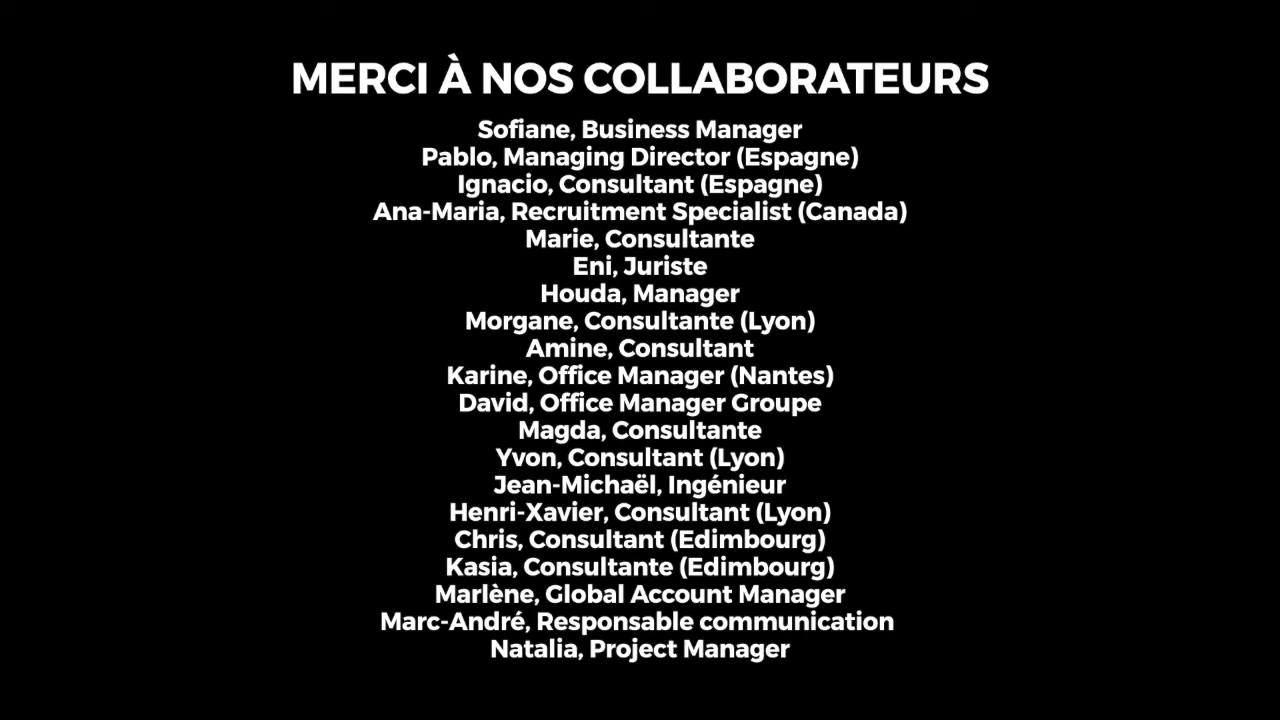 MERCI À NOS COLLABORATEURS
Sofiane, Business Manager
Pablo, Managing Director (Espagne)
Ignacio, Consultant (Espagne)
Ana-Maria, Recruitment Specialist (Canada)
Marie, Consultante
Eni, Juriste
Houda, Manager
Morgane, Consultante (Lyon)
Amine, Consultant
Karine, Office Manager (Nantes)
David, Office Manager Groupe
Magda, Consultante
Yvon, Consultant (Lyon)
Jean-Michaël, Ingénieur
Henri-Xavier, Consultant (Lyon)
Chris, Consultant (Edimbourg)
Kasia, Consultante (Edimbourg)
Marlène, Global Account Manager
Marc-André, Responsable communication
Natalia, Project Manager